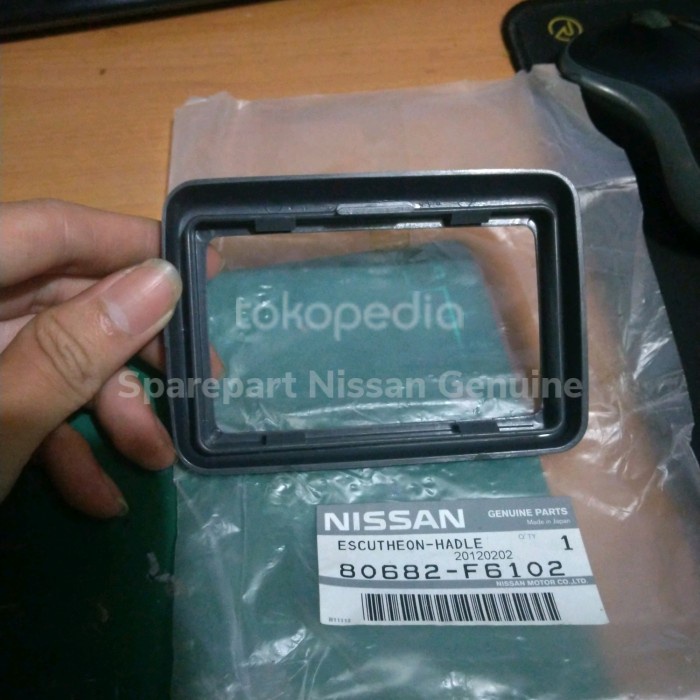 tokopedia
Sparepart Nissan Genuine
NISSAN
GENUINE PARTS
Made in Japan
ESCUTHEON-HADLE
Q'TY
1
20120202
80682-F6102
NISSAN MOTOR CO.,LTD.